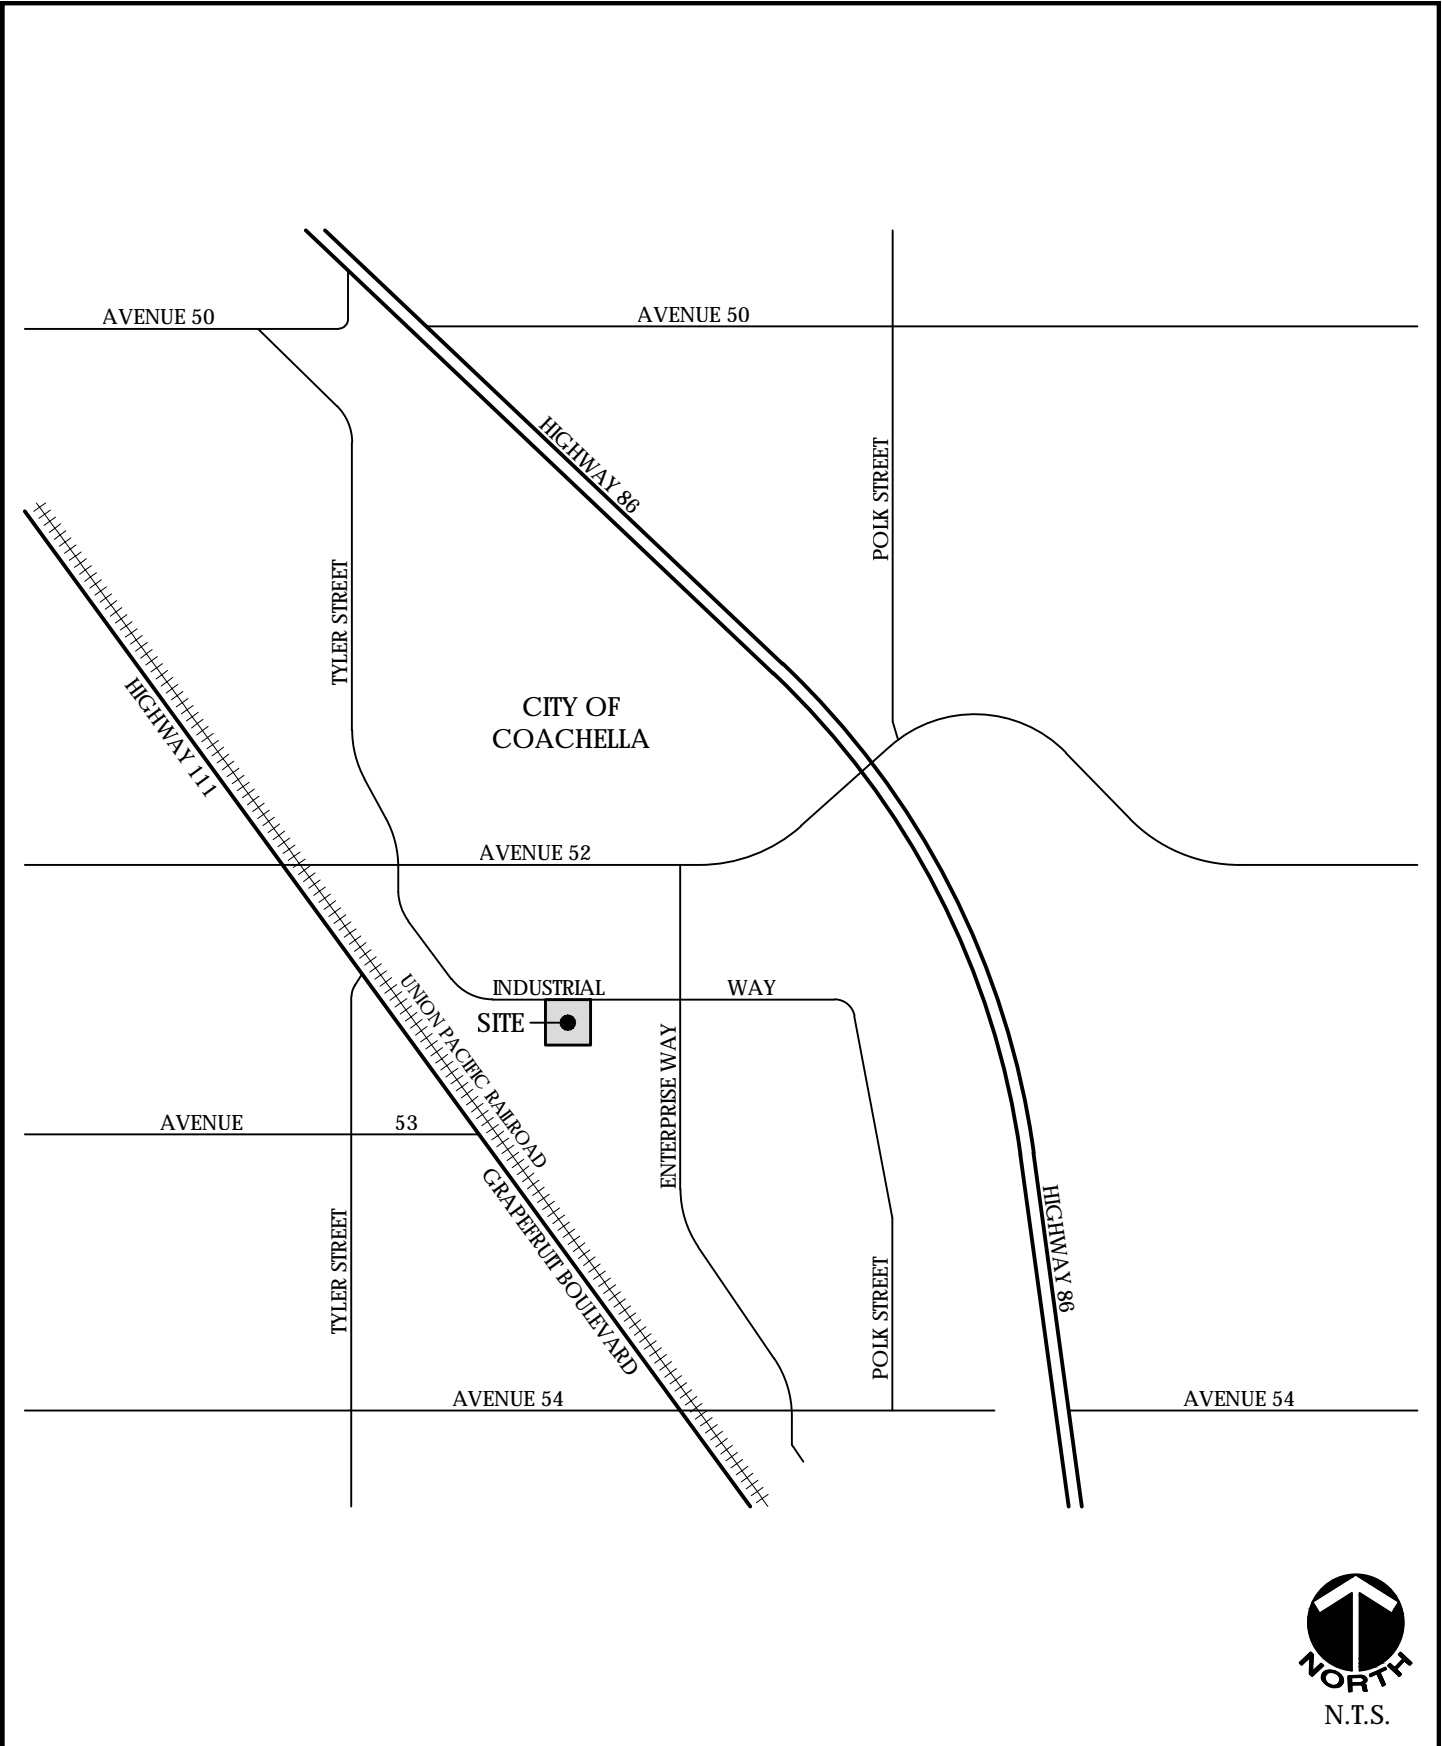 AVENUE 50
AVENUE 50
HIGHWAY 86
POLK STREET
TYLER STREET
HIGHWAY 111
CITY OF
COACHELLA
AVENUE 52
UNION PACIFIC RAILROAD
INDUSTRIAL WAY
SITE
ENTERPRISE WAY
AVENUE 53
GRAPEFRUIT BOULEVARD
HIGHWAY 86
TYLER STREET
POLK STREET
AVENUE 54
AVENUE 54
NORTH
N.T.S.